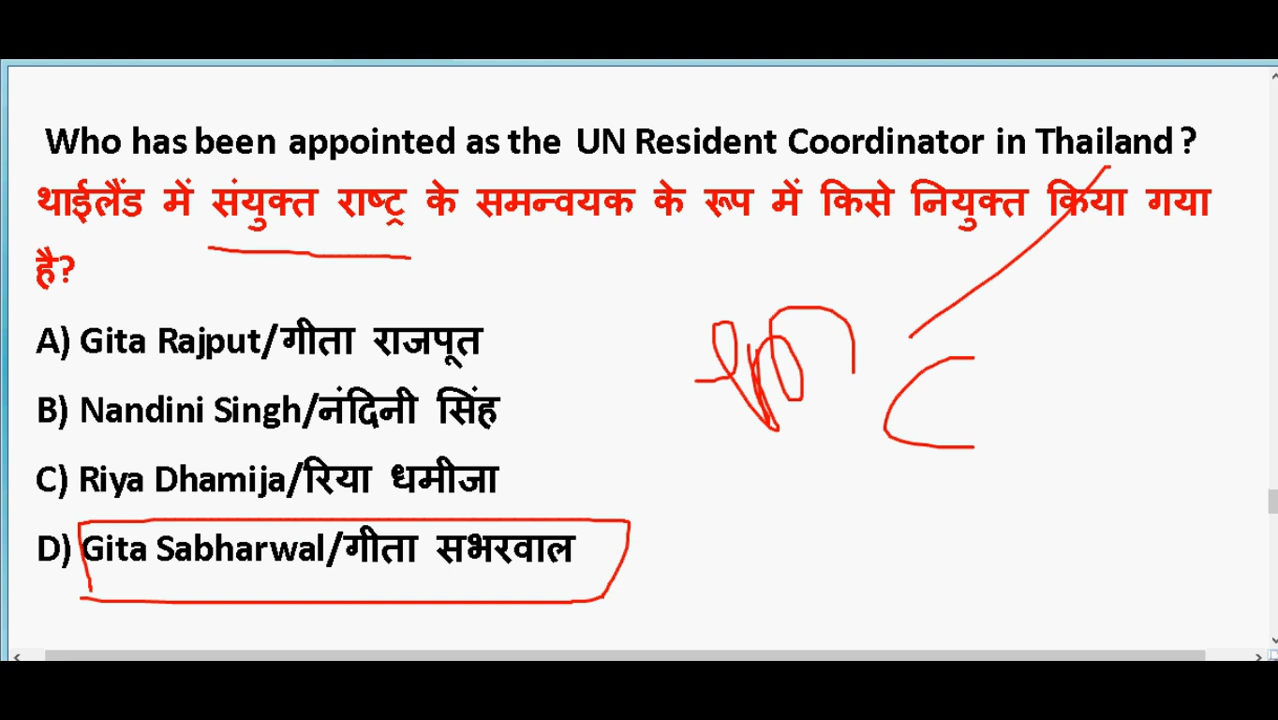 Who has been appointed as the UN Resident Coordinator in Thailand?
थाईलैंड में संयुक्त राष्ट्र के समन्वयक के रूप में किसे नियुक्त किया गया
है?
A) Gita Rajput/गीता राजपूत
B) Nandini Singh/नंदिनी सिंह
C) Riya Dhamija/रिया धमीजा
D) Gita Sabharwal/गीता सभरवाल